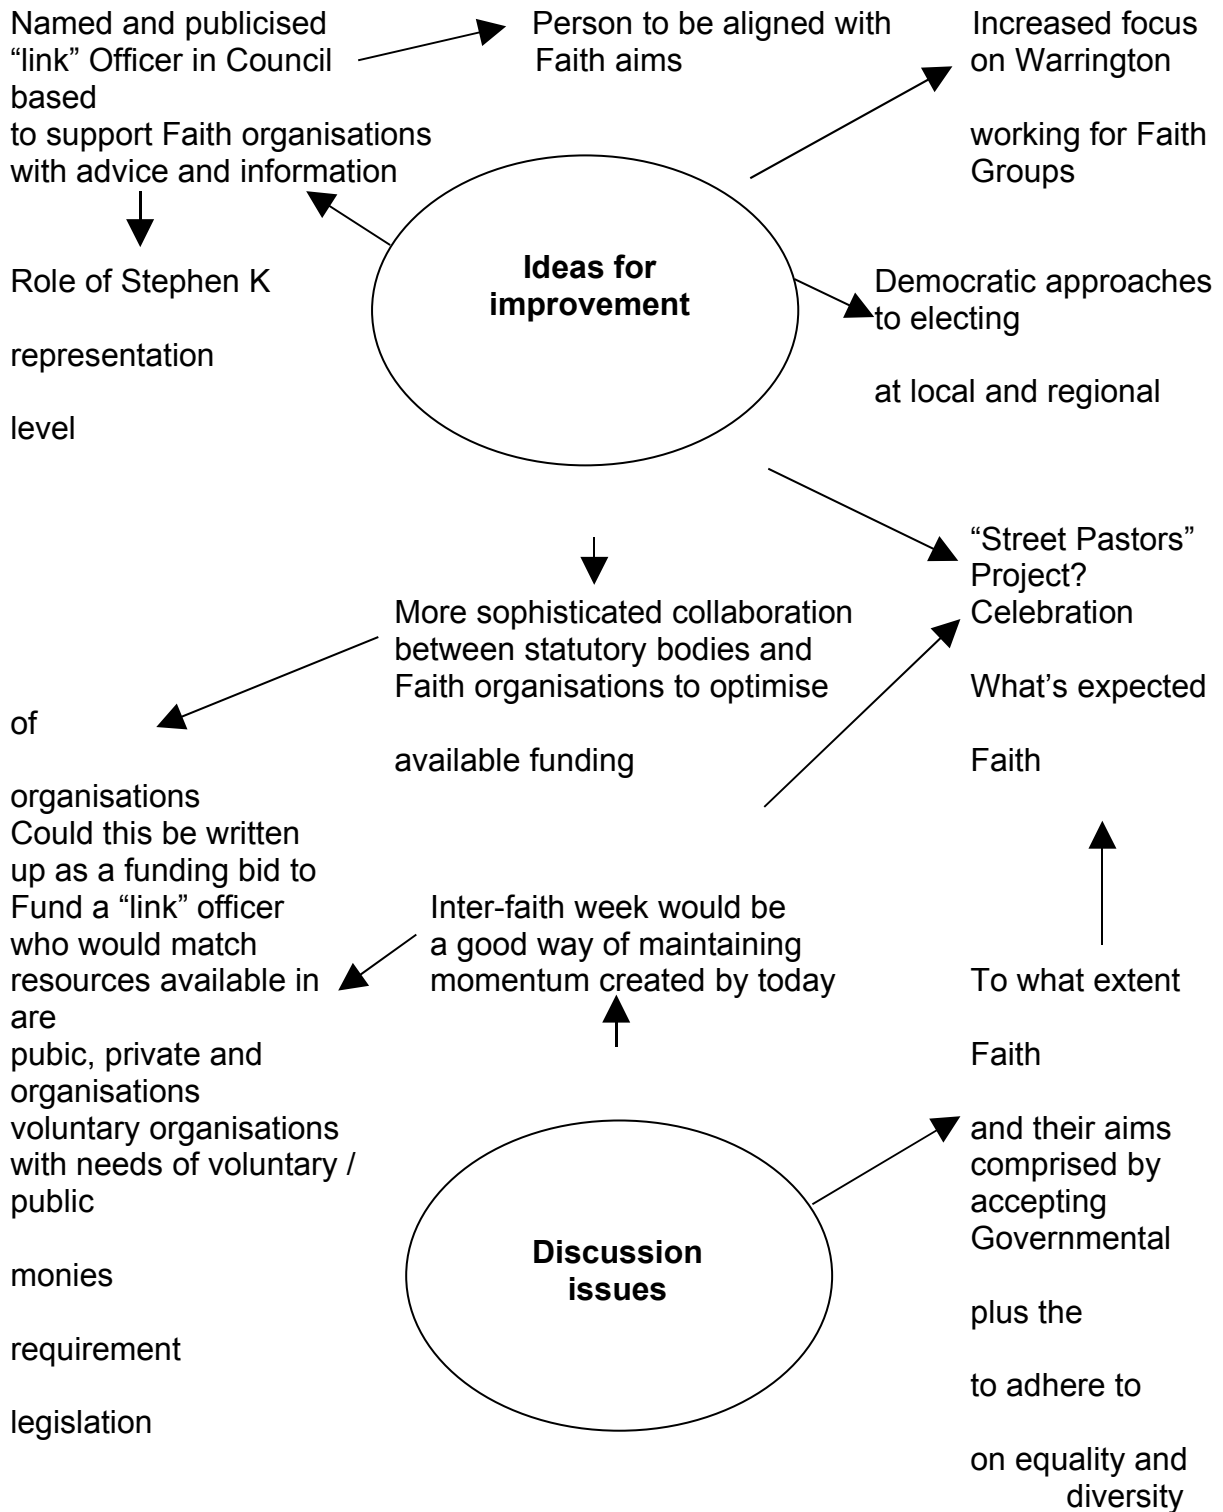 Named and publicised
“link” Officer in Council
based
to support Faith organisations
with advice and information
Person to be aligned with
Faith aims
Increased focus
on Warrington
working for Faith
Groups
Role of Stephen K
representation
level
Ideas for
improvement
Democratic approaches
to electing
at local and regional
“Street Pastors”
Project?
Celebration
What’s expected
Faith
More sophisticated collaboration
between statutory bodies and
Faith organisations to optimise
available funding
of
organisations
Could this be written
up as a funding bid to
Fund a “link” officer
who would match
resources available in
are
pubic, private and
organisations
voluntary organisations
with needs of voluntary /
public
monies
requirement
legislation
Inter-faith week would be
a good way of maintaining
momentum created by today
Discussion
issues
To what extent
Faith
and their aims
comprised by
accepting
Governmental
plus the
to adhere to
on equality and
diversity